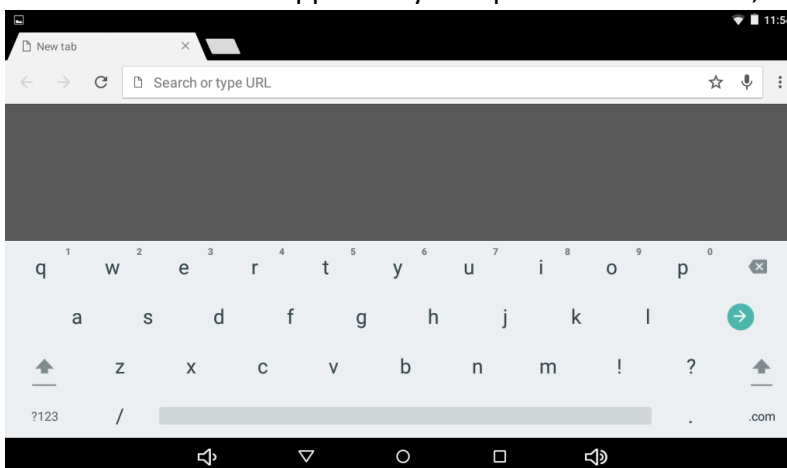 11:5
New tab
Search or type URL
q 1 w 2 e 3 r 4 t 5 y 6 u 7 i 8 o 9 p 0
a s d f g h j k l
z x c v b n m ! ?
?123 / . .com